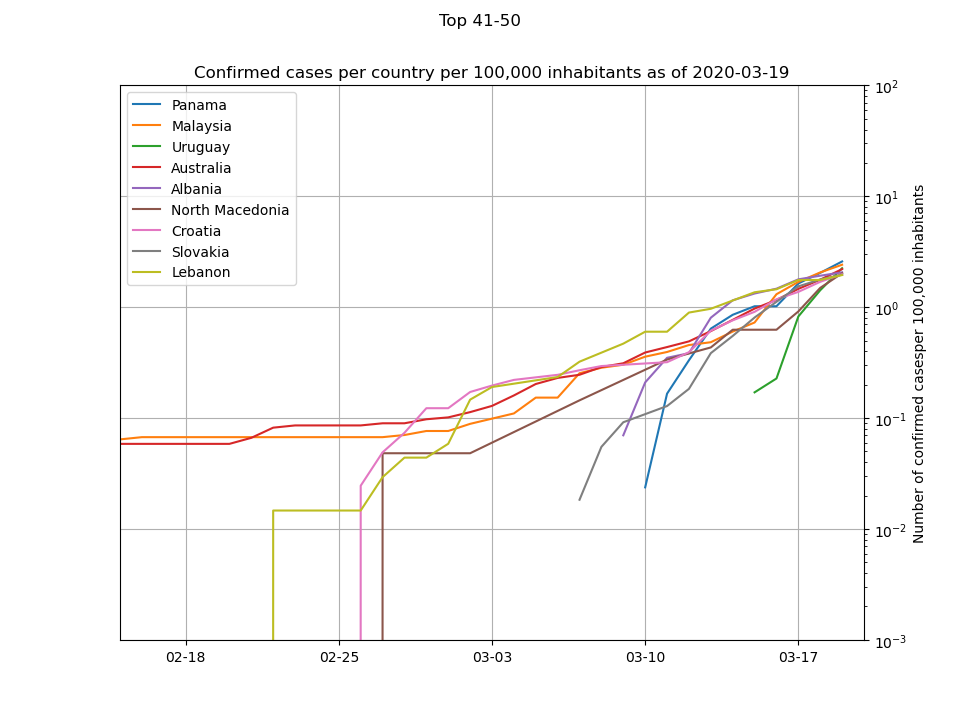 Top 41-50
Confirmed cases per country per 100,000 inhabitants as of 2020-03-19
Panama
Malaysia
Uruguay
Australia
Albania
North Macedonia
Croatia
Slovakia
Lebanon
10²
10¹
10⁰
10⁻¹
10⁻²
10⁻³
Number of confirmed casesper 100,000 inhabitants
02-18
02-25
03-03
03-10
03-17